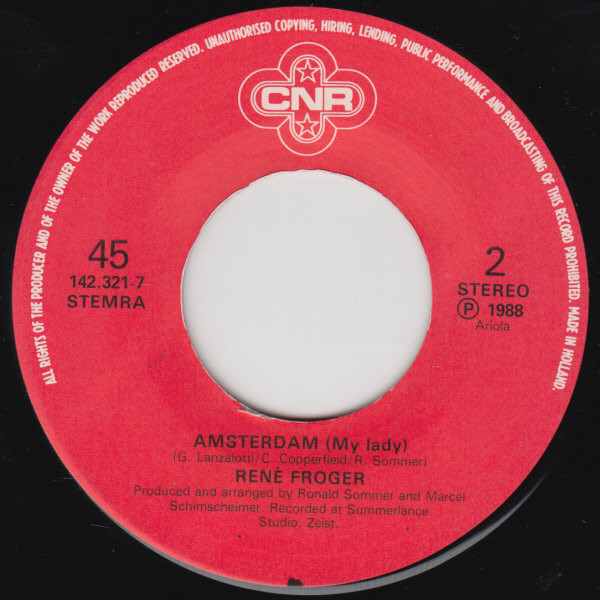 ALL RIGHTS OF THE PRODUCER AND OF THE OWNER OF THE WORK REPRODUCED RESERVED. UNAUTHORISED COPYING, HIRING, LENDING, PUBLIC PERFORMANCE AND BROADCASTING OF THIS RECORD PROHIBITED. MADE IN HOLLAND.
CNR
45
142.321-7
STEMRA
2
STEREO
Ⓟ 1988
Ariola
AMSTERDAM (My lady)
(G. Lanzalotti/C. Copperfield/R. Sommer)
RENÉ FROGER
Produced and arranged by Ronald Sommer and Marcel
Schimscheimer. Recorded at Summerlance
Studio, Zeist.